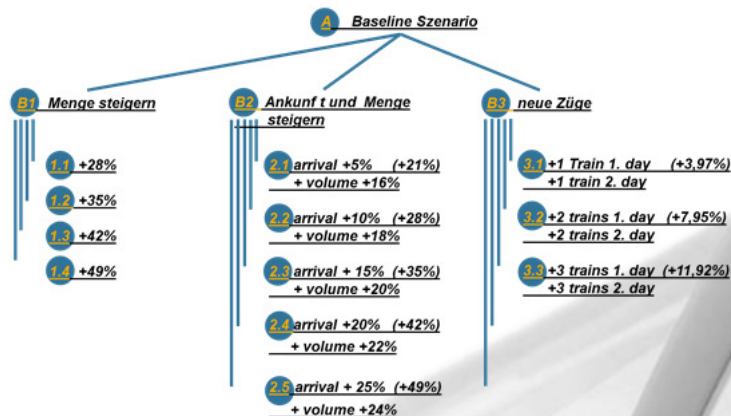 A Baseline Szenario
B1 Menge steigern
1.1 +28%
1.2 +35%
1.3 +42%
1.4 +49%
B2 Ankunf t und Menge
steigern
2.1 arrival +5% (+21%)
+ volume +16%
2.2 arrival +10% (+28%)
+ volume +18%
2.3 arrival + 15% (+35%)
+ volume +20%
2.4 arrival +20% (+42%)
+ volume +22%
2.5 arrival + 25% (+49%)
+ volume +24%
B3 neue Züge
3.1 +1 Train 1. day (+3,97%)
+1 train 2. day
3.2 +2 trains 1. day (+7,95%)
+2 trains 2. day
3.3 +3 trains 1. day (+11,92%)
+3 trains 2. day